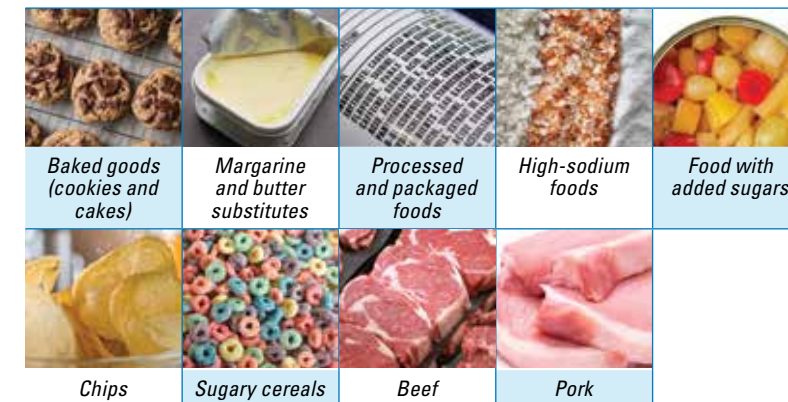 Baked goods
(cookies and
cakes)
Margarine
and butter
substitutes
Processed
and packaged
foods
High-sodium
foods
Food with
added sugars
Chips
Sugary cereals
Beef
Pork